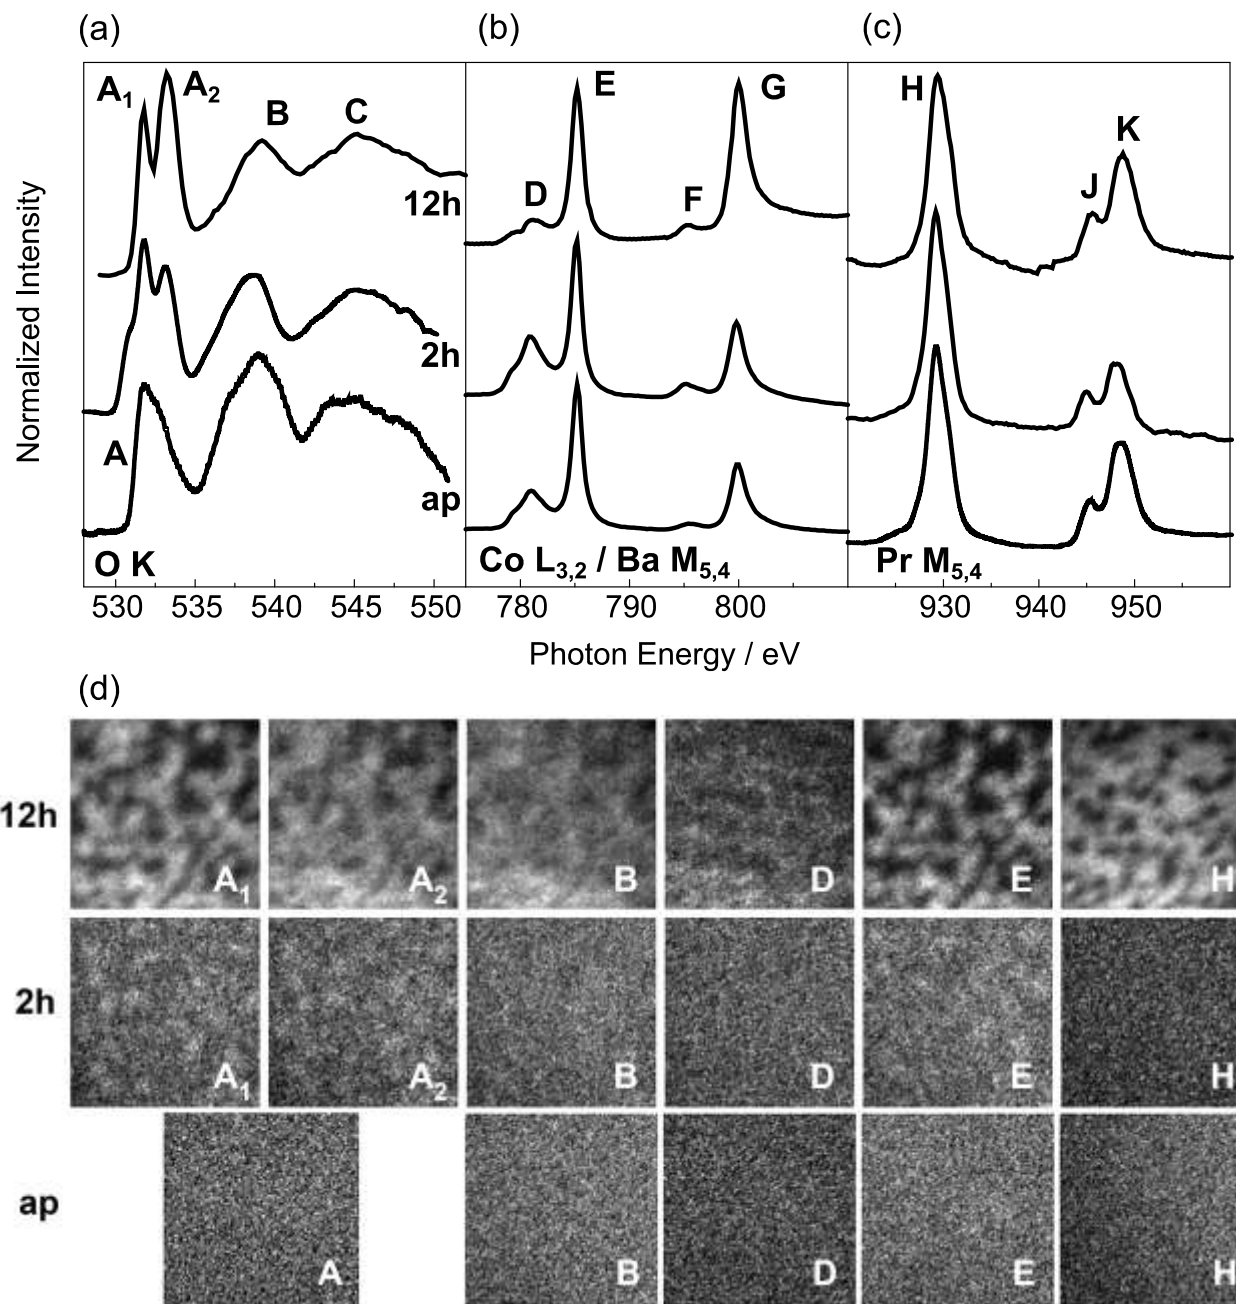 (a) (b) (c)
A₁ A₂ B C
12h
2h
A
ap
O K
D E F G
Co L₃,₂ / Ba M₅,₄
H J K
Pr M₅,₄
Normalized Intensity
530 535 540 545 550 780 790 800 930 940 950
Photon Energy / eV
(d)
12h A₁ A₂ B D E H
2h A₁ A₂ B D E H
ap A B D E H